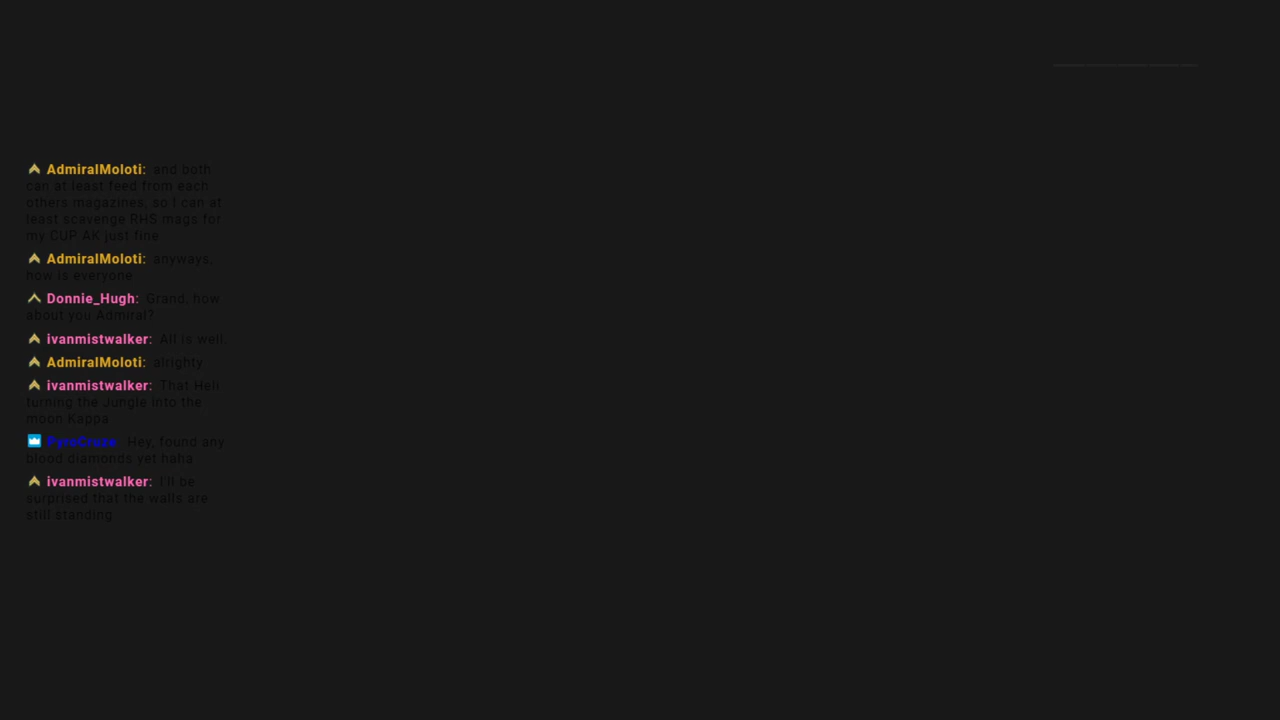 AdmiralMoloti: and both
can at least feed from each
others magazines, so I can at
least scavenge RHS mags for
my CUP AK just fine
AdmiralMoloti: anyways,
how is everyone
Donnie_Hugh: Grand, how
about you Admiral?
ivanmistwalker: All is well.
AdmiralMoloti: alrighty
ivanmistwalker: That Heli
turning the Jungle into the
moon Kappa
PyroCruze: Hey, found any
blood diamonds yet haha
ivanmistwalker: I'll be
surprised that the walls are
still standing